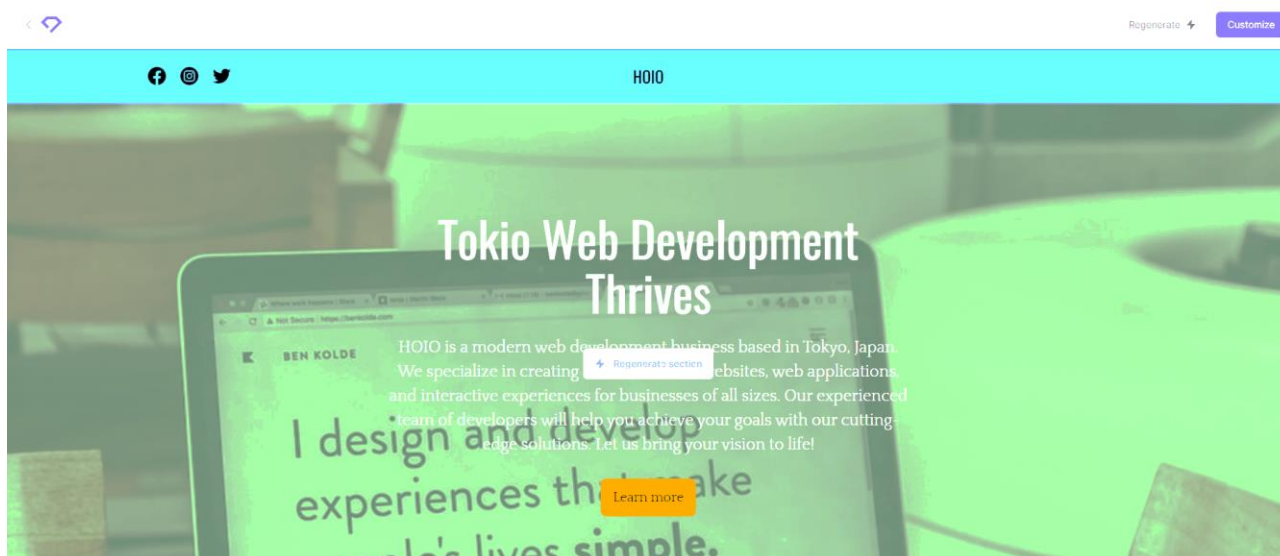 Regenerate
Customize
HOIO
Tokio Web Development
Thrives
BEN KOLDE
HOIO is a modern web development business based in Tokyo, Japan.
We specialize in creating ebsites, web applications,
Regenerate section
and interactive experiences for businesses of all sizes. Our experienced
team of developers will help you achieve your goals with our cutting-
edge solutions. Let us bring your vision to life!
I design and develop
experiences that make
lives simple.
Learn more